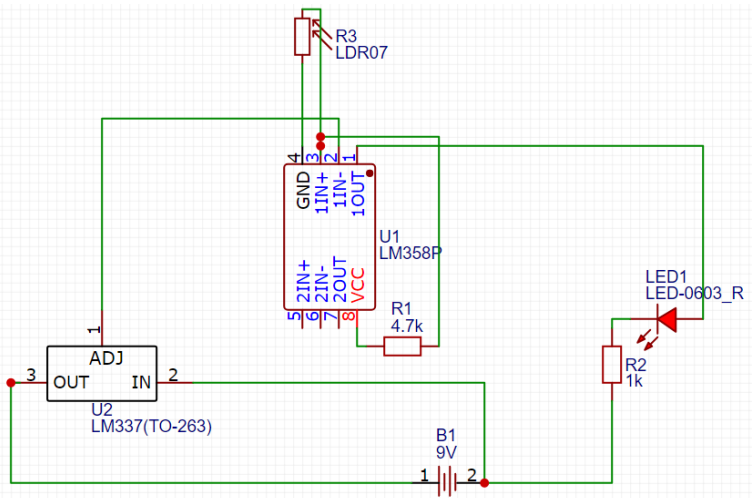 R3
LDR07
4
3
2
1
GND
1IN+
1IN-
1OUT
U1
LM358P
2IN+
2IN-
2OUT
VCC
5
6
7
8
R1
4.7k
LED1
LED-0603_R
R2
1k
1
ADJ
3
OUT
IN
2
U2
LM337(TO-263)
B1
9V
1
2